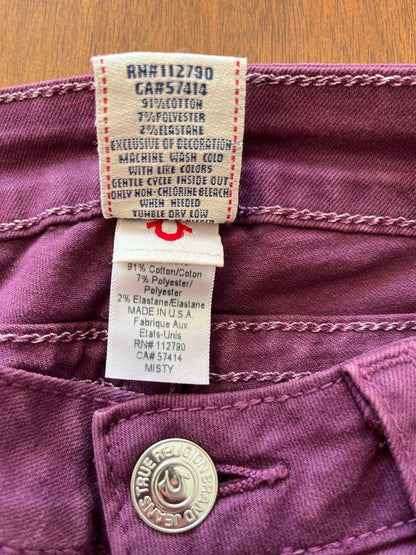 RN#112790
CA#57414
91%COTTON
7%POLYESTER
2%ELASTANE
EXCLUSIVE OF DECORATION
MACHINE WASH COLD
WITH LIKE COLORS
GENTLE CYCLE INSIDE OUT
ONLY NON-CHLORINE BLEACH
WHEN NEEDED
TUMBLE DRY LOW
91% Cotton/Coton
7% Polyester/
Polyester
2% Elastane/Elastane
MADE IN U.S.A.
Fabrique Aux
Etats-Unis
RN# 112790
CA# 57414
MISTY
TRUE RELIGION BRAND JEANS